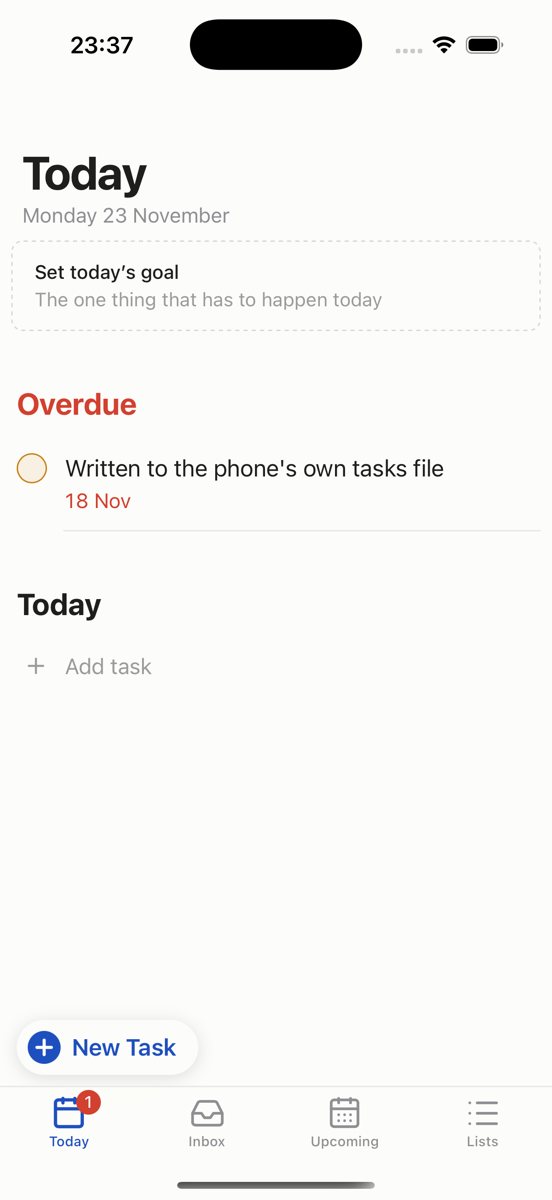 23:37
Today
Monday 23 November
Set today’s goal
The one thing that has to happen today
Overdue
Written to the phone's own tasks file
18 Nov
Today
Add task
New Task
1
Today
Inbox
Upcoming
Lists